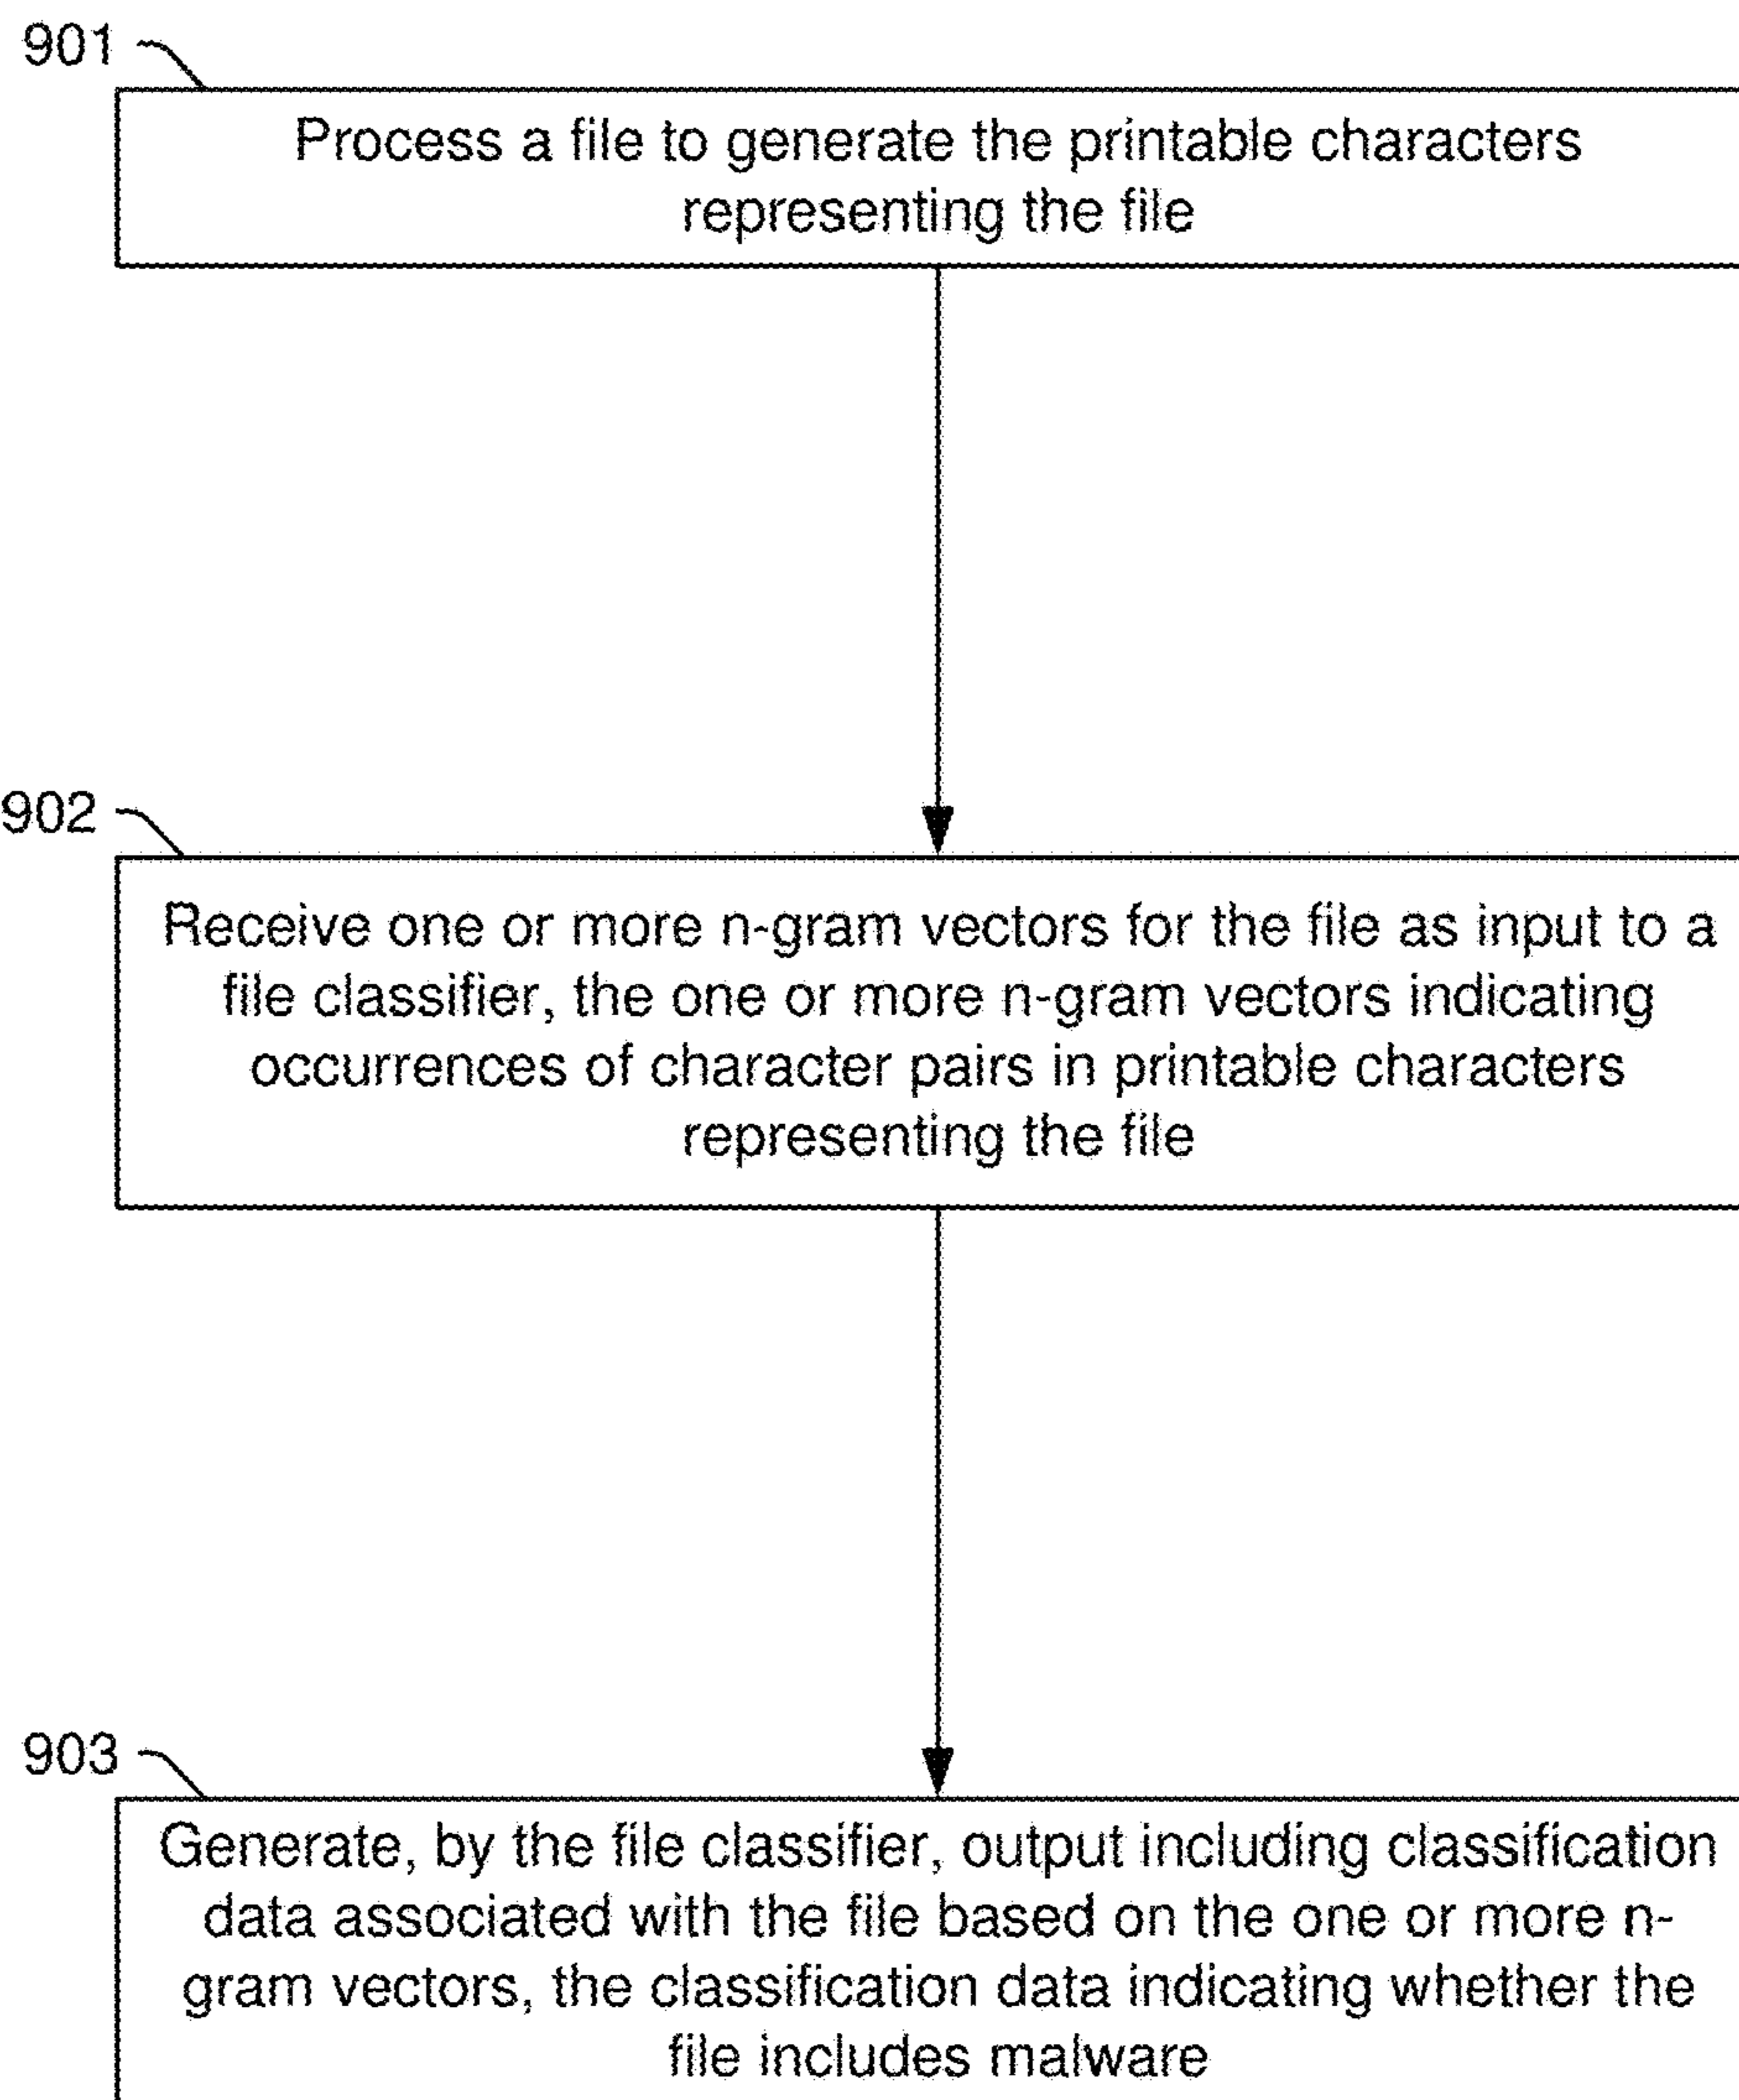 901
Process a file to generate the printable characters
representing the file
902
Receive one or more n-gram vectors for the file as input to a
file classifier, the one or more n-gram vectors indicating
occurrences of character pairs in printable characters
representing the file
903
Generate, by the file classifier, output including classification
data associated with the file based on the one or more n-
gram vectors, the classification data indicating whether the
file includes malware